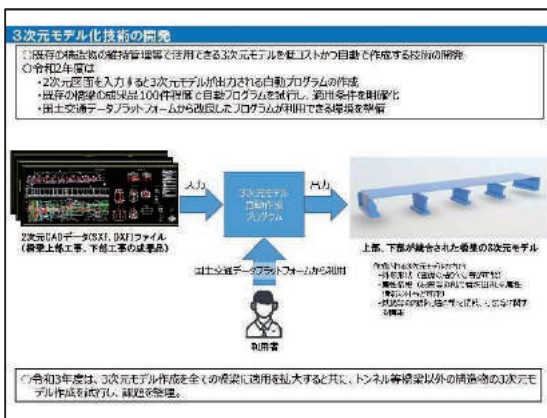 3次元モデル化技術の開発
○既存の構造物の維持管理等で活用できる3次元モデルを低コストかつ自動で作成する技術の開発
○令和2年度は
・2次元図面を入力すると3次元モデルが出力される自動プログラムの作成
・既存の橋梁の成果品100件程度で自動プログラムを試行し、適用条件を明確化
・国土交通データプラットフォームから改良したプログラムが利用できる環境を整備
入力
3次元モデル
自動作成
プログラム
出力
2次元CADデータ(SXF, DXF)ファイル
(橋梁上部工事、下部工事の成果品)
上部、下部が統合された橋梁の3次元モデル
国土交通データプラットフォームから利用
利用者
○令和3年度は、3次元モデル作成を全ての橋梁に適用を拡大すると共に、トンネル等橋梁以外の構造物の3次元モ
デル作成を試行し、課題を整理。